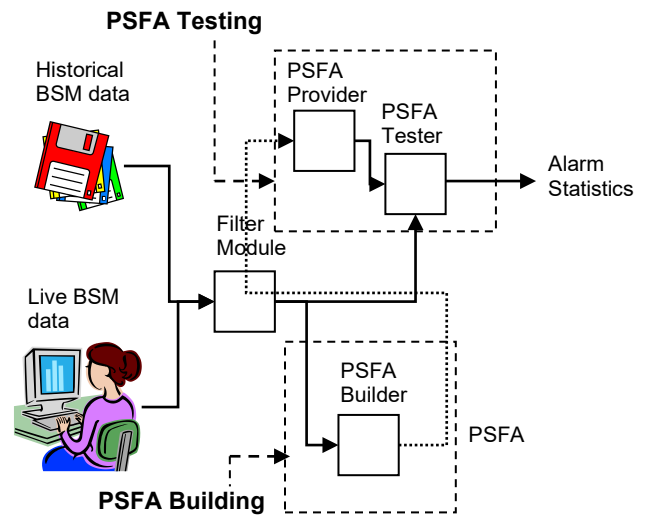 PSFA Testing
Historical
BSM data
PSFA
Provider
PSFA
Tester
Alarm
Statistics
Filter
Module
Live BSM
data
PSFA
Builder
PSFA
PSFA Building